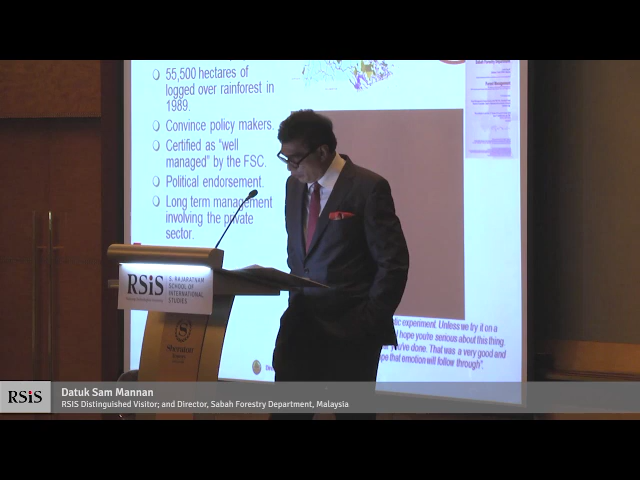 55,500 hectares of
logged over rainforest in
1989.
Convince policy makers.
Certified as "well
managed" by the FSC.
Political endorsement.
Long term management
involving the private
sector.
experiment. Unless we try it on a
hope you're serious about this thing.
you've done. That was a very good and
that emotion will follow through".
RSiS
S. RAJARATNAM
SCHOOL OF
INTERNATIONAL
STUDIES
Sheraton
RSiS
Datuk Sam Mannan
RSIS Distinguished Visitor; and Director, Sabah Forestry Department, Malaysia